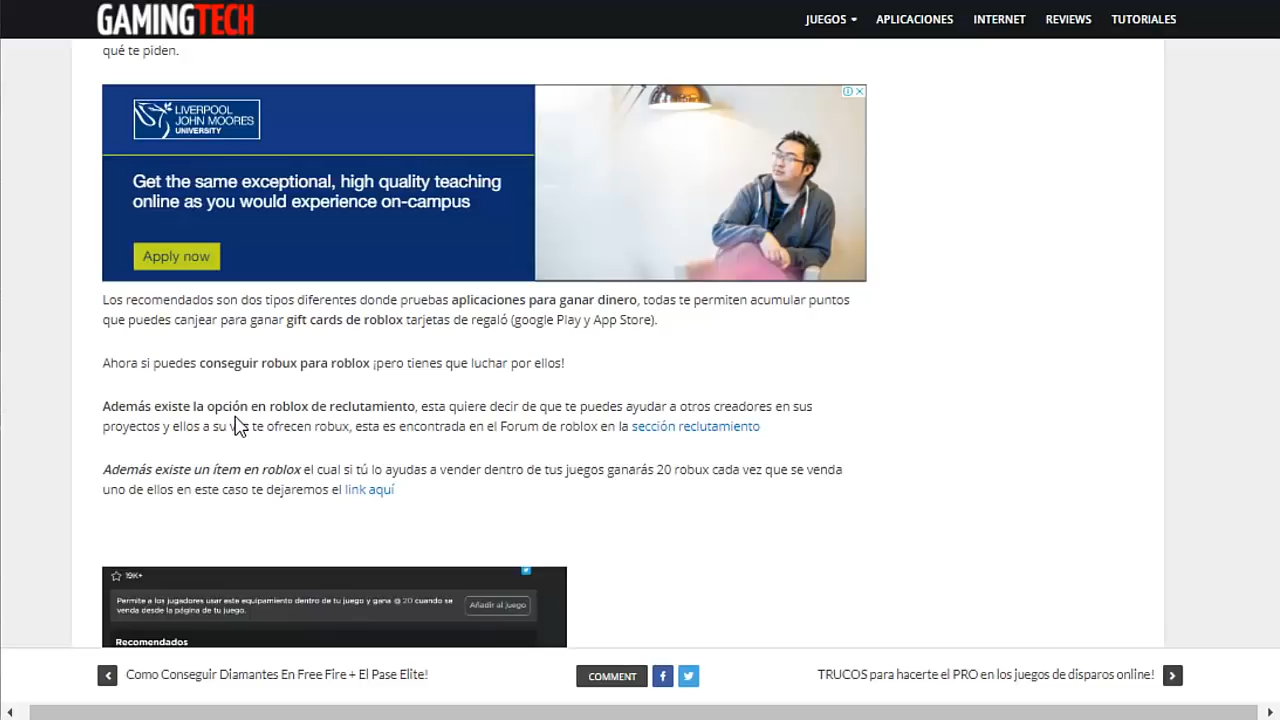 GAMINGTECH
JUEGOS APLICACIONES INTERNET REVIEWS TUTORIALES
qué te piden.
LIVERPOOL
JOHN MOORES
UNIVERSITY
Get the same exceptional, high quality teaching
online as you would experience on-campus
Apply now
Los recomendados son dos tipos diferentes donde pruebas aplicaciones para ganar dinero, todas te permiten acumular puntos
que puedes canjear para ganar gift cards de roblox tarjetas de regaló (google Play y App Store).
Ahora si puedes conseguir robux para roblox ¡pero tienes que luchar por ellos!
Además existe la opción en roblox de reclutamiento, esta quiere decir de que te puedes ayudar a otros creadores en sus
proyectos y ellos a su te ofrecen robux, esta es encontrada en el Forum de roblox en la sección reclutamiento
Además existe un ítem en roblox el cual si tú lo ayudas a vender dentro de tus juegos ganarás 20 robux cada vez que se venda
uno de ellos en este caso te dejaremos el link aquí
19K+
Permite a los jugadores usar este equipamiento dentro de tu juego y gana 20 cuando se
venda desde la página de tu juego.
Añadir al juego
Recomendados
Como Conseguir Diamantes En Free Fire + El Pase Elite!
COMMENT
TRUCOS para hacerte el PRO en los juegos de disparos online!